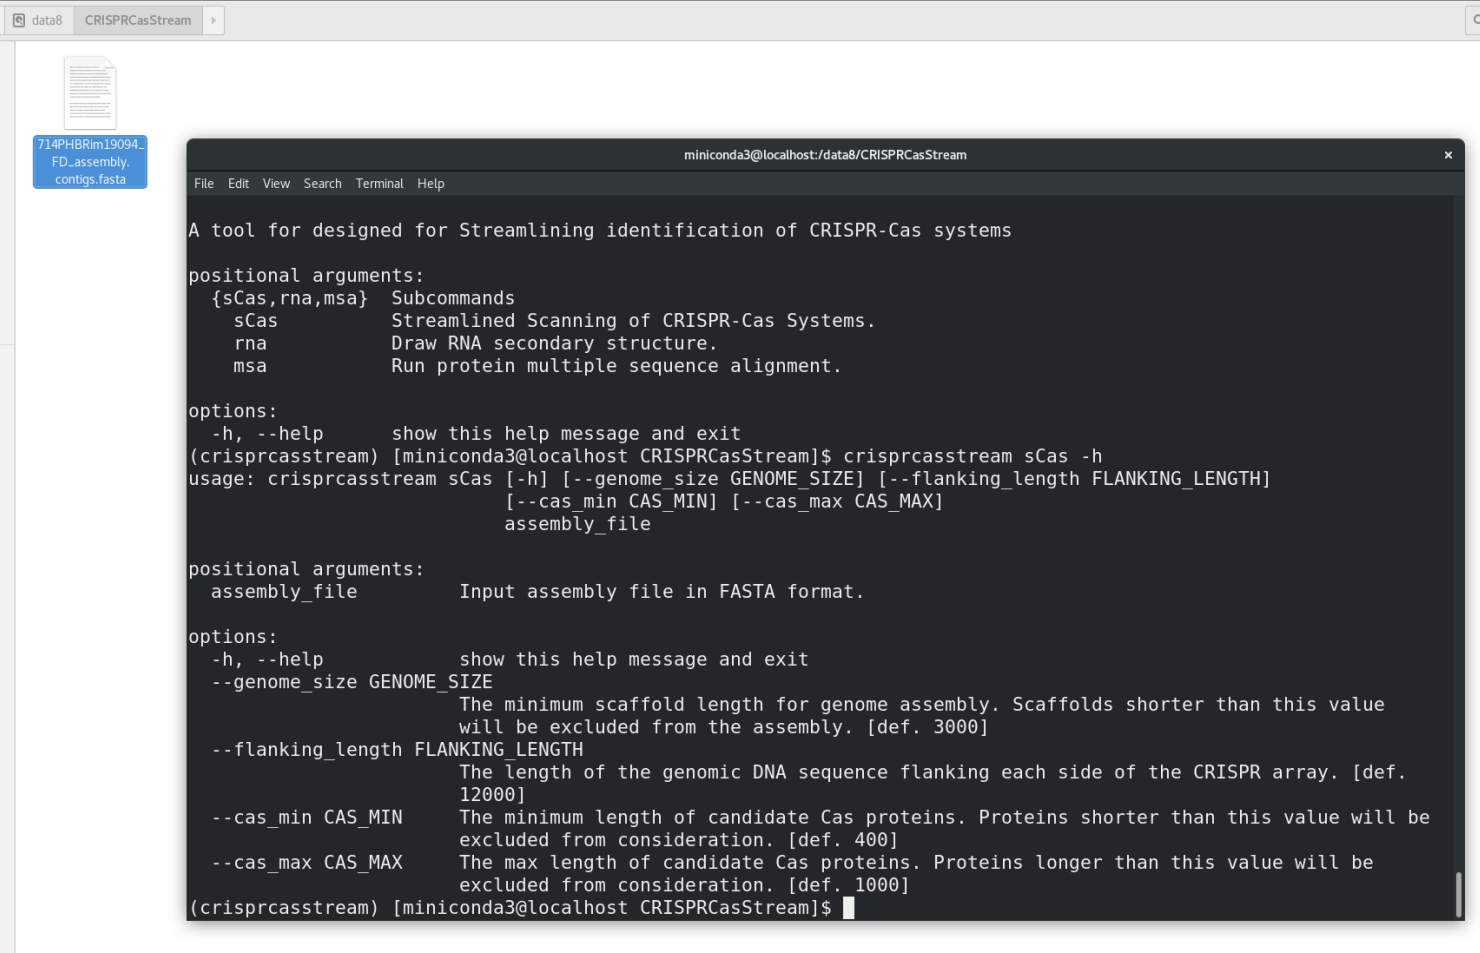 data8 CRISPRCasStream
714PHBRim19094_
FD_assembly.
contigs.fasta
miniconda3@localhost:/data8/CRISPRCasStream ×
File Edit View Search Terminal Help
A tool for designed for Streamlining identification of CRISPR-Cas systems
positional arguments:
{sCas,rna,msa} Subcommands
sCas Streamlined Scanning of CRISPR-Cas Systems.
rna Draw RNA secondary structure.
msa Run protein multiple sequence alignment.
options:
-h, --help show this help message and exit
(crisprcasstream) [miniconda3@localhost CRISPRCasStream]$ crisprcasstream sCas -h
usage: crisprcasstream sCas [-h] [--genome_size GENOME_SIZE] [--flanking_length FLANKING_LENGTH]
[--cas_min CAS_MIN] [--cas_max CAS_MAX]
assembly_file
positional arguments:
assembly_file Input assembly file in FASTA format.
options:
-h, --help show this help message and exit
--genome_size GENOME_SIZE
The minimum scaffold length for genome assembly. Scaffolds shorter than this value
will be excluded from the assembly. [def. 3000]
--flanking_length FLANKING_LENGTH
The length of the genomic DNA sequence flanking each side of the CRISPR array. [def.
12000]
--cas_min CAS_MIN The minimum length of candidate Cas proteins. Proteins shorter than this value will be
excluded from consideration. [def. 400]
--cas_max CAS_MAX The max length of candidate Cas proteins. Proteins longer than this value will be
excluded from consideration. [def. 1000]
(crisprcasstream) [miniconda3@localhost CRISPRCasStream]$